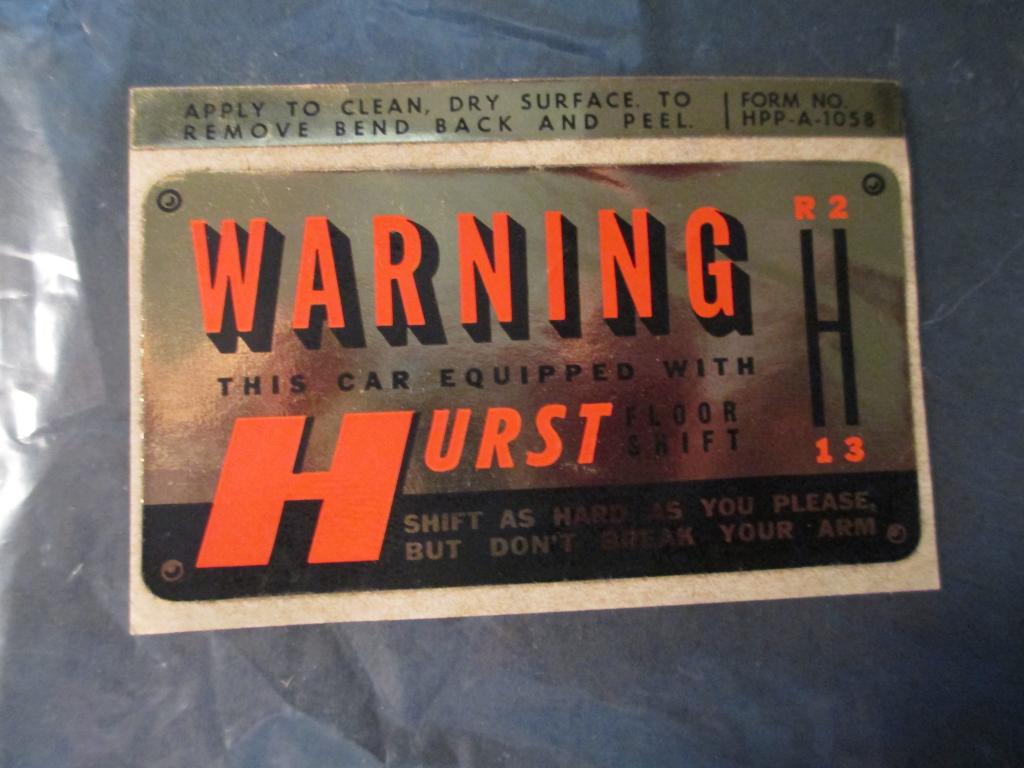 APPLY TO CLEAN, DRY SURFACE. TO
REMOVE BEND BACK AND PEEL.
FORM NO.
HPP-A-1058
WARNING
THIS CAR EQUIPPED WITH
HURST FLOOR
SHIFT
R 2
1 3
SHIFT AS HARD AS YOU PLEASE,
BUT DON'T BREAK YOUR ARM